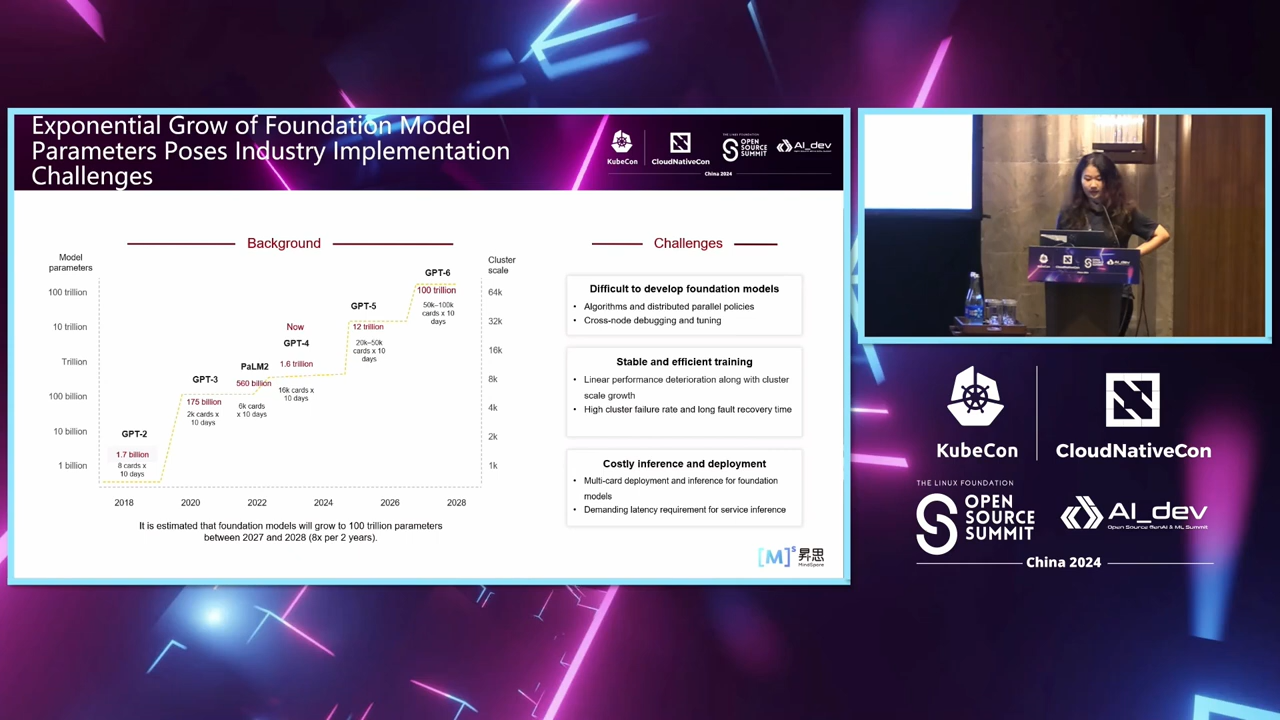 Exponential Grow of Foundation Model
Parameters Poses Industry Implementation
Challenges
KubeCon
CloudNativeCon
THE LINUX FOUNDATION
OPEN
SOURCE
SUMMIT
AI_dev
China 2024
Background
Model
parameters
100 trillion
10 trillion
Trillion
100 billion
10 billion
1 billion
GPT-2
1.7 billion
8 cards x
10 days
GPT-3
175 billion
2k cards x
10 days
PaLM2
560 billion
6k cards
x 10 days
Now
GPT-4
1.6 trillion
16k cards x
10 days
GPT-5
12 trillion
20k–50k
cards x 10
days
GPT-6
100 trillion
50k–100k
cards x 10
days
Cluster
scale
64k
32k
16k
8k
4k
2k
1k
2018
2020
2022
2024
2026
2028
It is estimated that foundation models will grow to 100 trillion parameters
between 2027 and 2028 (8x per 2 years).
Challenges
Difficult to develop foundation models
• Algorithms and distributed parallel policies
• Cross-node debugging and tuning
Stable and efficient training
• Linear performance deterioration along with cluster
scale growth
• High cluster failure rate and long fault recovery time
Costly inference and deployment
• Multi-card deployment and inference for foundation
models
• Demanding latency requirement for service inference
[M]s
昇思
MindSpore
KubeCon
CloudNativeCon
THE LINUX FOUNDATION
OPEN
SOURCE
SUMMIT
AI_dev
Open Source GenAI & ML Summit
China 2024